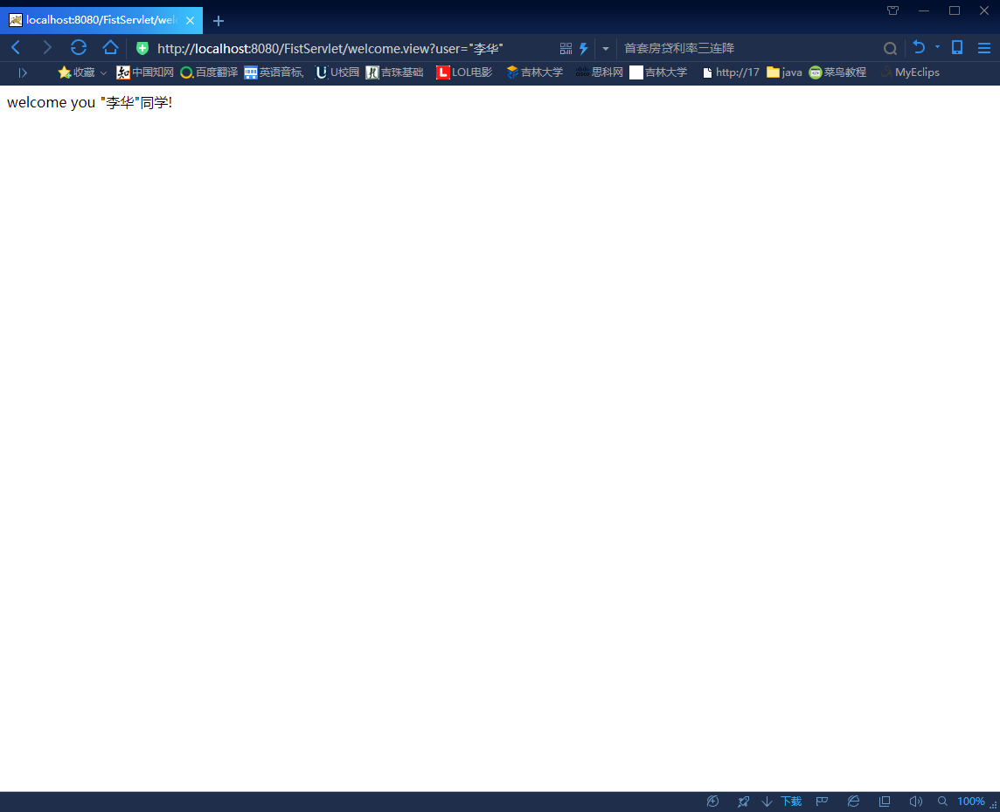 localhost:8080/FistServlet/wel
http://localhost:8080/FistServlet/welcome.view?user="李华"
首套房贷利率三连降
收藏 中国知网 百度翻译 英语音标, U校园 吉珠基础 LOL电影 吉林大学 思科网 吉林大学 http://17 java 菜鸟教程 MyEclips
welcome you "李华"同学!
下载 100%